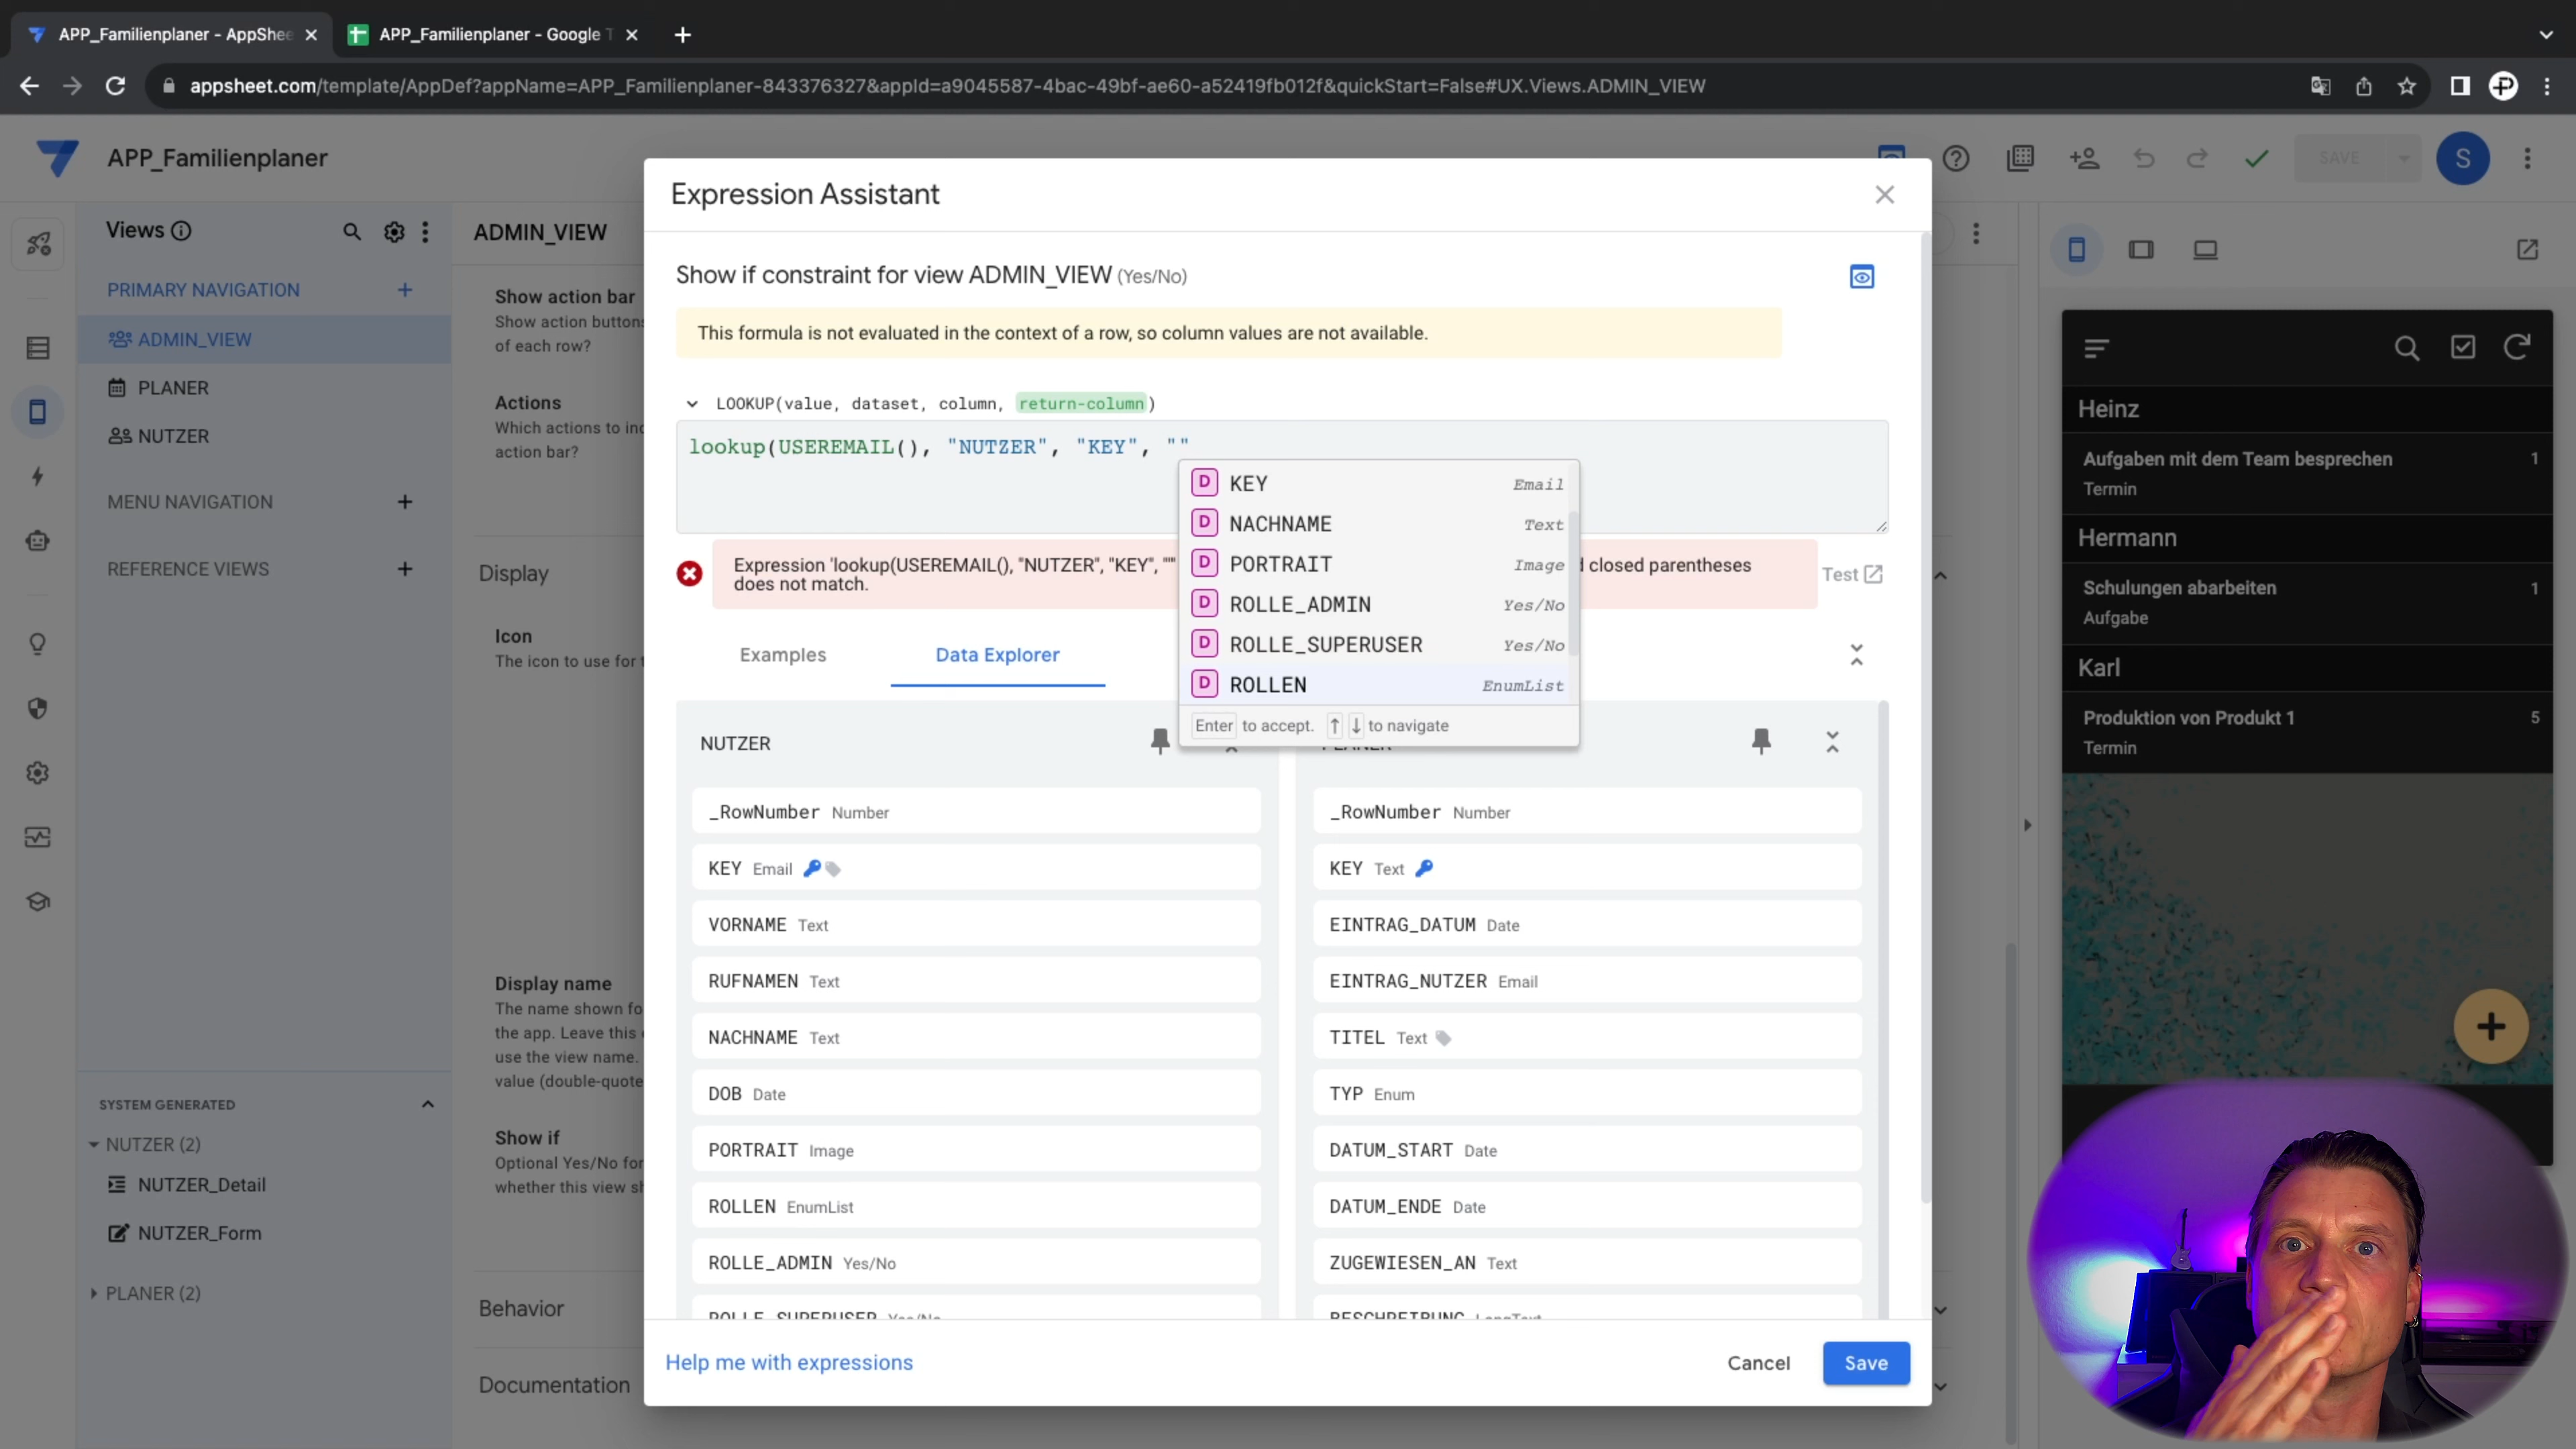 APP_Familienplaner - AppShee
APP_Familienplaner - Google T
appsheet.com/template/AppDef?appName=APP_Familienplaner-843376327&appId=a9045587-4bac-49bf-ae60-a52419fb012f&quickStart=False#UX.Views.ADMIN_VIEW
APP_Familienplaner
SAVE
S
Views
PRIMARY NAVIGATION
ADMIN_VIEW
PLANER
NUTZER
MENU NAVIGATION
REFERENCE VIEWS
SYSTEM GENERATED
NUTZER (2)
NUTZER_Detail
NUTZER_Form
PLANER (2)
ADMIN_VIEW
Show action bar
Show action buttons
of each row?
Actions
Which actions to inc
action bar?
Display
Icon
The icon to use for t
Display name
The name shown fo
the app. Leave this
use the view name.
value (double-quote
Show if
Optional Yes/No for
whether this view sh
Behavior
Documentation
Expression Assistant
Show if constraint for view ADMIN_VIEW (Yes/No)
This formula is not evaluated in the context of a row, so column values are not available.
LOOKUP(value, dataset, column, return-column)
lookup(USEREMAIL(), "NUTZER", "KEY", ""
Expression 'lookup(USEREMAIL(), "NUTZER", "KEY", ""'
closed parentheses
does not match.
Test
KEY Email
NACHNAME Text
PORTRAIT Image
ROLLE_ADMIN Yes/No
ROLLE_SUPERUSER Yes/No
ROLLEN EnumList
Enter to accept. ↑ ↓ to navigate
Examples
Data Explorer
NUTZER
_RowNumber Number
KEY Email
VORNAME Text
RUFNAMEN Text
NACHNAME Text
DOB Date
PORTRAIT Image
ROLLEN EnumList
ROLLE_ADMIN Yes/No
ROLLE_SUPERUSER Yes/No
PLANER
_RowNumber Number
KEY Text
EINTRAG_DATUM Date
EINTRAG_NUTZER Email
TITEL Text
TYP Enum
DATUM_START Date
DATUM_ENDE Date
ZUGEWIESEN_AN Text
BESCHREIBUNG LongText
Help me with expressions
Cancel
Save
Heinz
Aufgaben mit dem Team besprechen 1
Termin
Hermann
Schulungen abarbeiten 1
Aufgabe
Karl
Produktion von Produkt 1 5
Termin